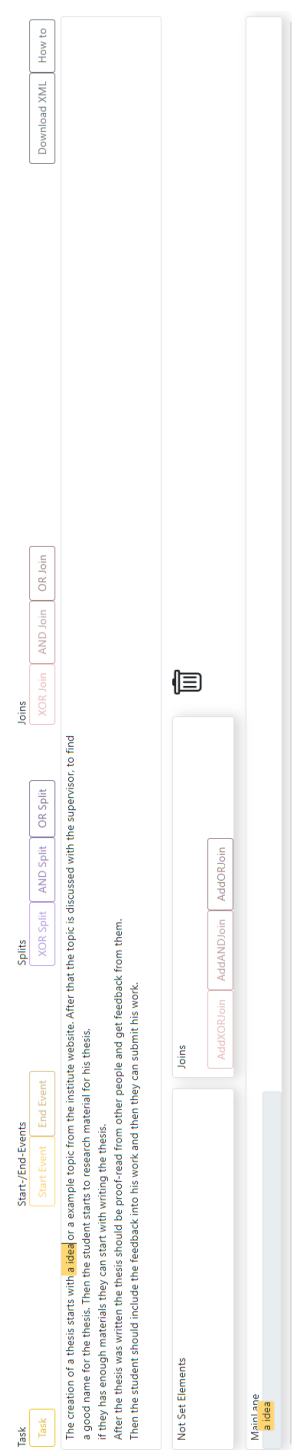 Task
Start-/End-Events
Splits
Joins
Task
Start Event
End Event
XOR Split
AND Split
OR Split
XOR Join
AND Join
OR Join
Download XML
How to
The creation of a thesis starts with a idea or a example topic from the institute website. After that the topic is discussed with the supervisor, to find
a good name for the thesis. Then the student starts to research material for his thesis.
if they has enough materials they can start with writing the thesis.
After the thesis was written the thesis should be proof-read from other people and get feedback from them.
Then the student should include the feedback into his work and then they can submit his work.
Not Set Elements
Joins
AddXORJoin
AddANDJoin
AddORJoin
MainLane
a idea